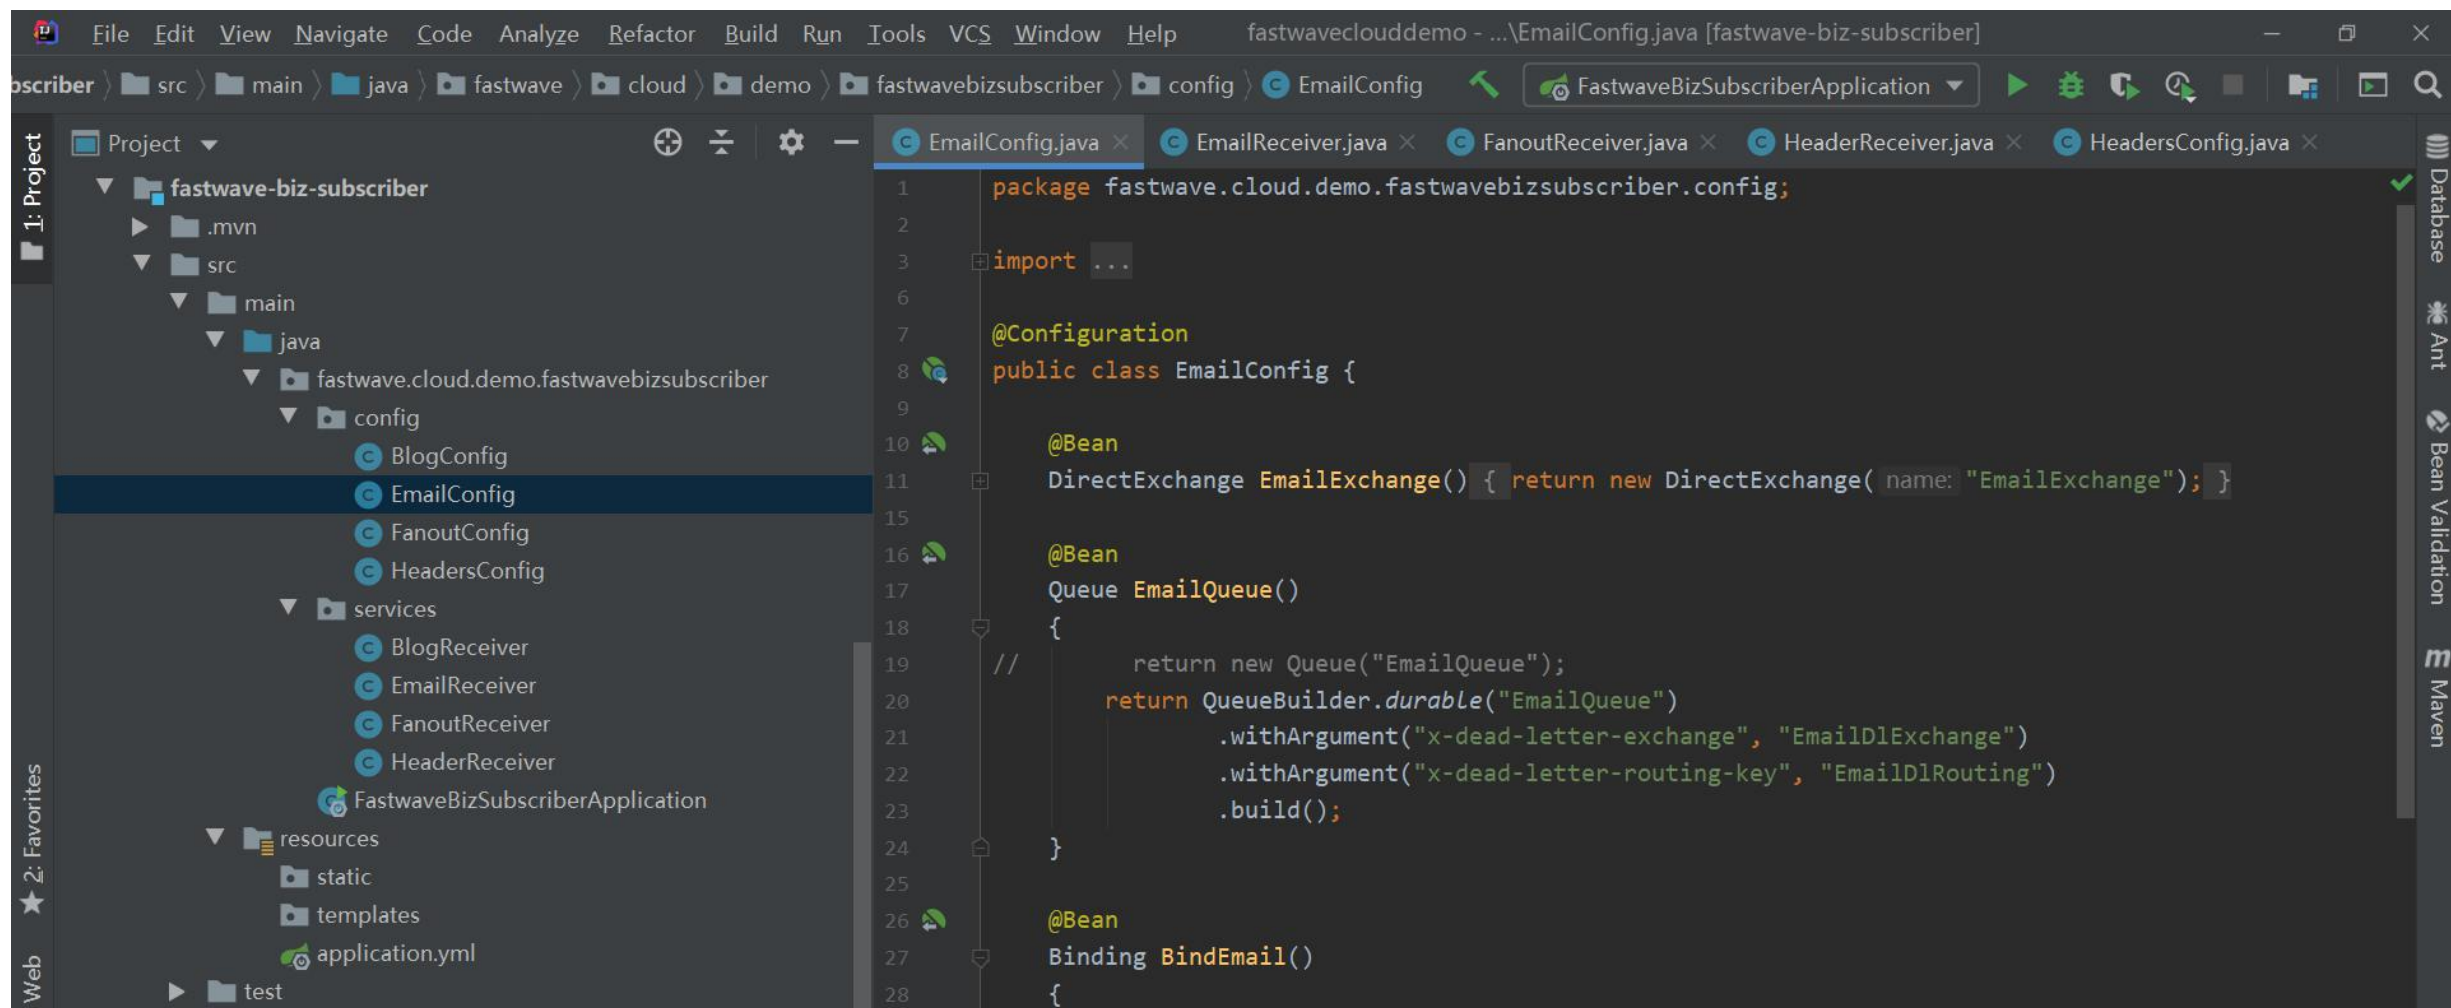 File Edit View Navigate Code Analyze Refactor Build Run Tools VCS Window Help fastwaveclouddemo - ...\EmailConfig.java [fastwave-biz-subscriber]
bscriber src main java fastwave cloud demo fastwavebizsubscriber config EmailConfig FastwaveBizSubscriberApplication
1: Project
2: Favorites
Web
Project
fastwave-biz-subscriber
.mvn
src
main
java
fastwave.cloud.demo.fastwavebizsubscriber
config
BlogConfig
EmailConfig
FanoutConfig
HeadersConfig
services
BlogReceiver
EmailReceiver
FanoutReceiver
HeaderReceiver
FastwaveBizSubscriberApplication
resources
static
templates
application.yml
test
EmailConfig.java EmailReceiver.java FanoutReceiver.java HeaderReceiver.java HeadersConfig.java
1 package fastwave.cloud.demo.fastwavebizsubscriber.config;
2
3 import ...
6
7 @Configuration
8 public class EmailConfig {
9
10 @Bean
11 DirectExchange EmailExchange() { return new DirectExchange( name: "EmailExchange"); }
15
16 @Bean
17 Queue EmailQueue()
18 {
19 // return new Queue("EmailQueue");
20 return QueueBuilder.durable("EmailQueue")
21 .withArgument("x-dead-letter-exchange", "EmailDlExchange")
22 .withArgument("x-dead-letter-routing-key", "EmailDlRouting")
23 .build();
24 }
25
26 @Bean
27 Binding BindEmail()
28 {
Database
Ant
Bean Validation
m Maven